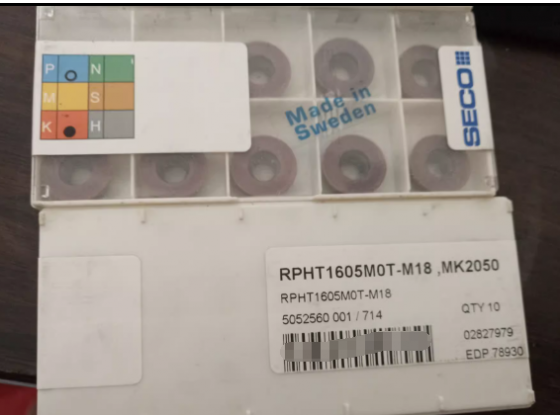 P
N
M
S
K
H
Made in
Sweden
SECO
RPHT1605M0T-M18 ,MK2050
RPHT1605M0T-M18
5052560 001 / 714
QTY 10
02827979
EDP 78930